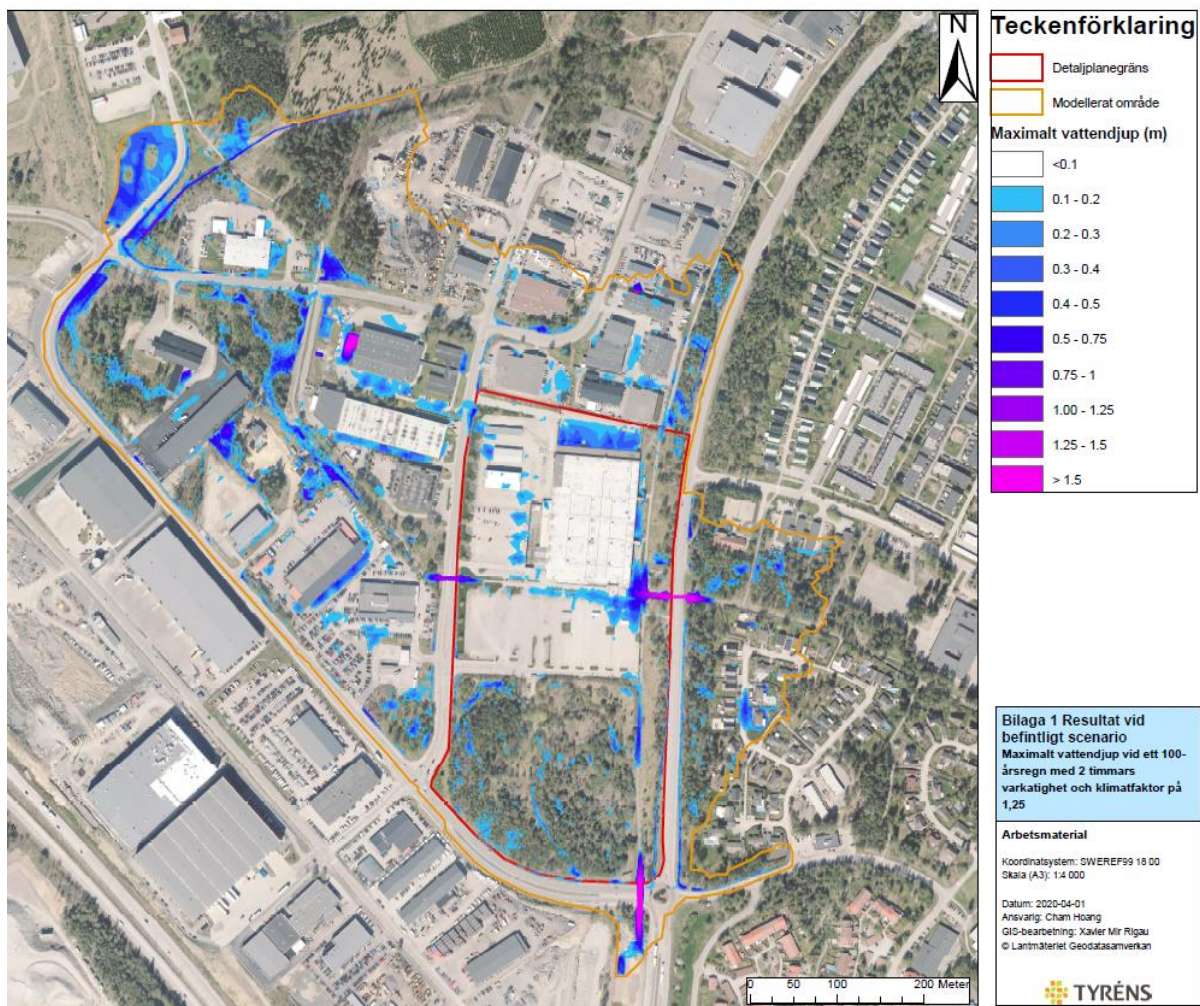 N
Teckenförklaring
Detaljplanegräns
Modellerat område
Maximalt vattendjup (m)
<0.1
0.1 - 0.2
0.2 - 0.3
0.3 - 0.4
0.4 - 0.5
0.5 - 0.75
0.75 - 1
1.00 - 1.25
1.25 - 1.5
> 1.5
Bilaga 1 Resultat vid
befintligt scenario
Maximalt vattendjup vid ett 100-
årsregn med 2 timmars
varkatighet och klimatfaktor på
1,25
Arbetsmaterial
Koordinatsystem: SWEREF99 18 00
Skala (A3): 1:4 000
Datum: 2020-04-01
Ansvarig: Cham Hoang
GIS-bearbetning: Xavier Mir Rigau
© Lantmäteriet Geodatasamverkan
TYRÉNS
0 50 100 200 Meter